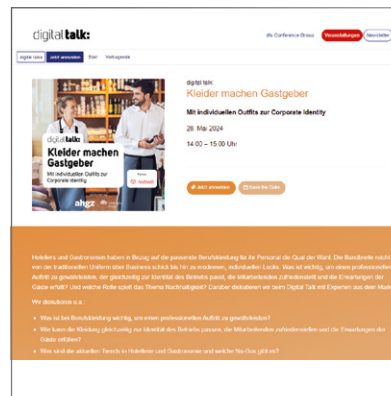 digital talk:
dfv Conference Group Veranstaltungen Newsletter
digital talks Jetzt anmelden Start Vortragende
digital talk:
Kleider machen
Gastgeber
Mit individuellen Outfits zur
Corporate Identity
ahgz
digital talk:
Kleider machen Gastgeber
Mit individuellen Outfits zur Corporate Identity
28. Mai 2024
14:00 – 15:00 Uhr
Jetzt anmelden Save the Date
Hoteliers und Gastronomen haben in Bezug auf die passende Berufskleidung für ihr Personal die Qual der Wahl. Die Bandbreite reicht
von der traditionellen Uniform über Business schick bis hin zu modernen, individuellen Looks. Was ist wichtig, um einen professionellen
Auftritt zu gewährleisten, der gleichzeitig zur Identität des Betriebs passt, die Mitarbeitenden zufriedenstellt und die Erwartungen der
Gäste erfüllt? Und welche Rolle spielt das Thema Nachhaltigkeit? Darüber diskutieren wir beim Digital Talk mit Experten aus dem Markt.
Wir diskutieren u.a.:
• Was ist bei Berufskleidung wichtig, um einen professionellen Auftritt zu gewährleisten?
• Wie kann die Kleidung gleichzeitig zur Identität des Betriebs passen, die Mitarbeitenden zufriedenstellen und die Erwartungen der
Gäste erfüllen?
• Was sind die aktuellen Trends in Hotellerie und Gastronomie und welche No-Gos gibt es?